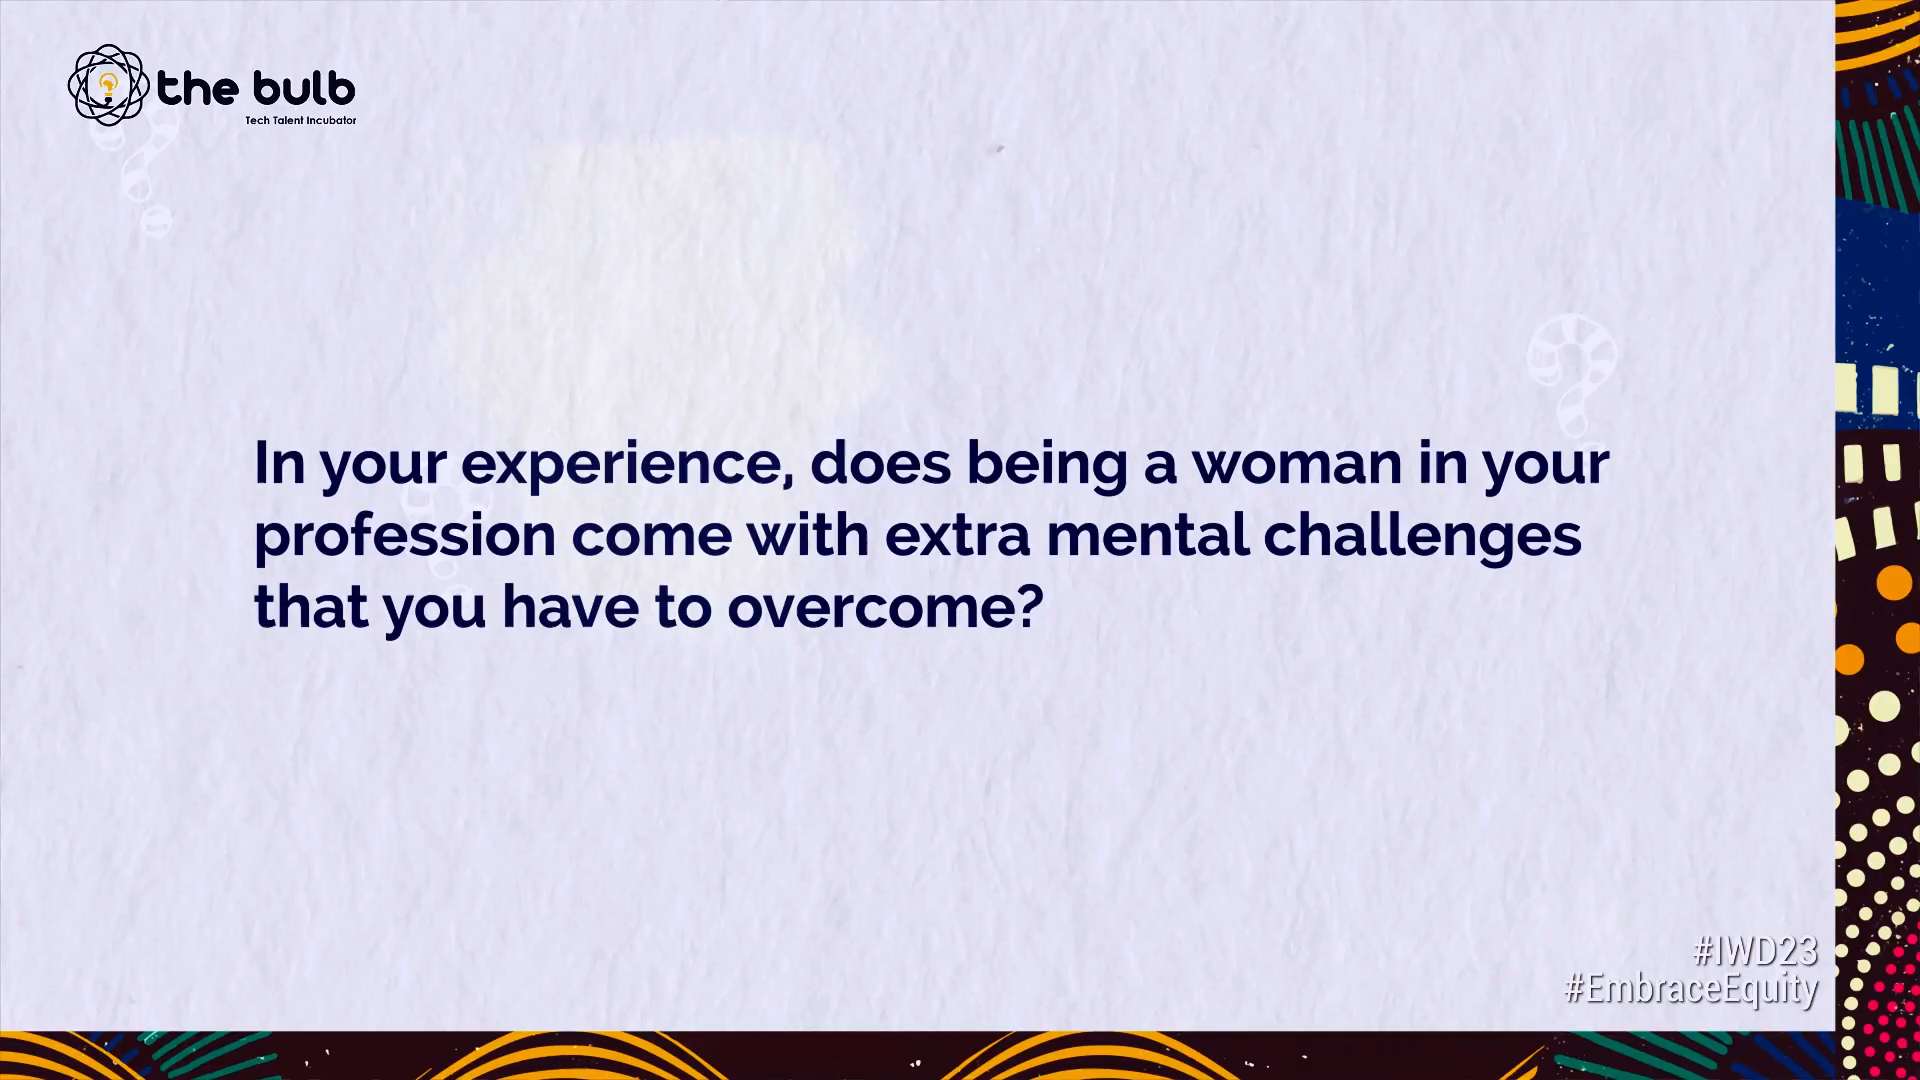 the bulb
Tech Talent Incubator
In your experience, does being a woman in your
profession come with extra mental challenges
that you have to overcome?
#IWD23
#EmbraceEquity